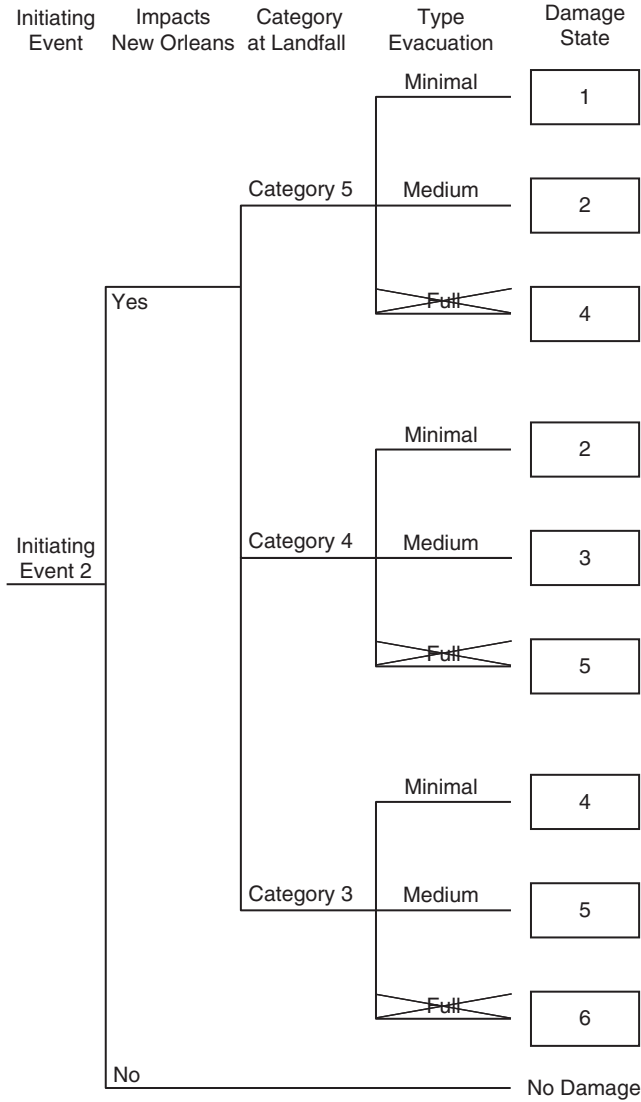 Initiating Event
Impacts New Orleans
Category at Landfall
Type Evacuation
Damage State
Minimal
1
Category 5
Medium
2
Yes
Full
4
Minimal
2
Initiating Event 2
Category 4
Medium
3
Full
5
Minimal
4
Category 3
Medium
5
Full
6
No
No Damage